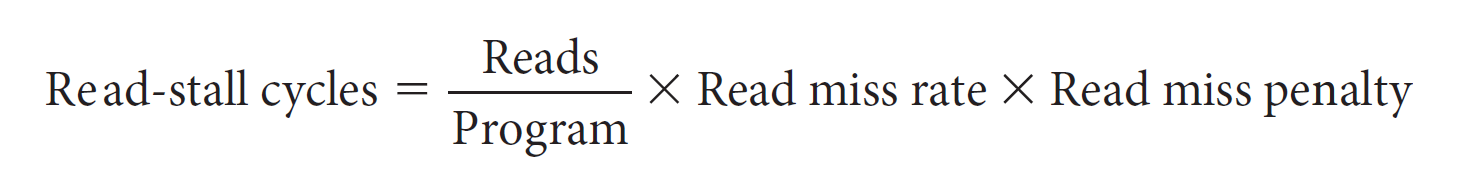 Read-stall cycles = Reads / Program × Read miss rate × Read miss penalty